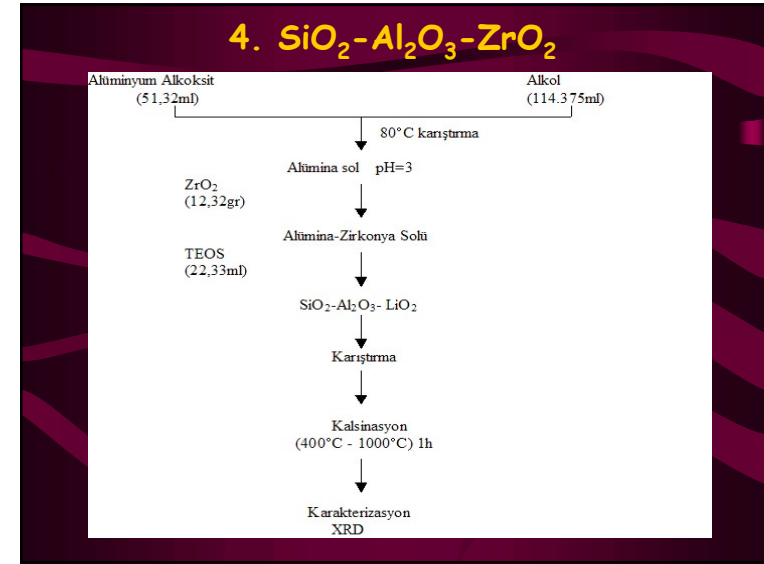 4. SiO₂-Al₂O₃-ZrO₂
Alüminyum Alkoksit
(51,32ml)
Alkol
(114.375ml)
80°C karıştırma
Alümina sol pH=3
ZrO₂
(12,32gr)
Alümina-Zirkonya Solü
TEOS
(22,33ml)
SiO₂-Al₂O₃- LiO₂
Karıştırma
Kalsinasyon
(400°C - 1000°C) 1h
Karakterizasyon
XRD